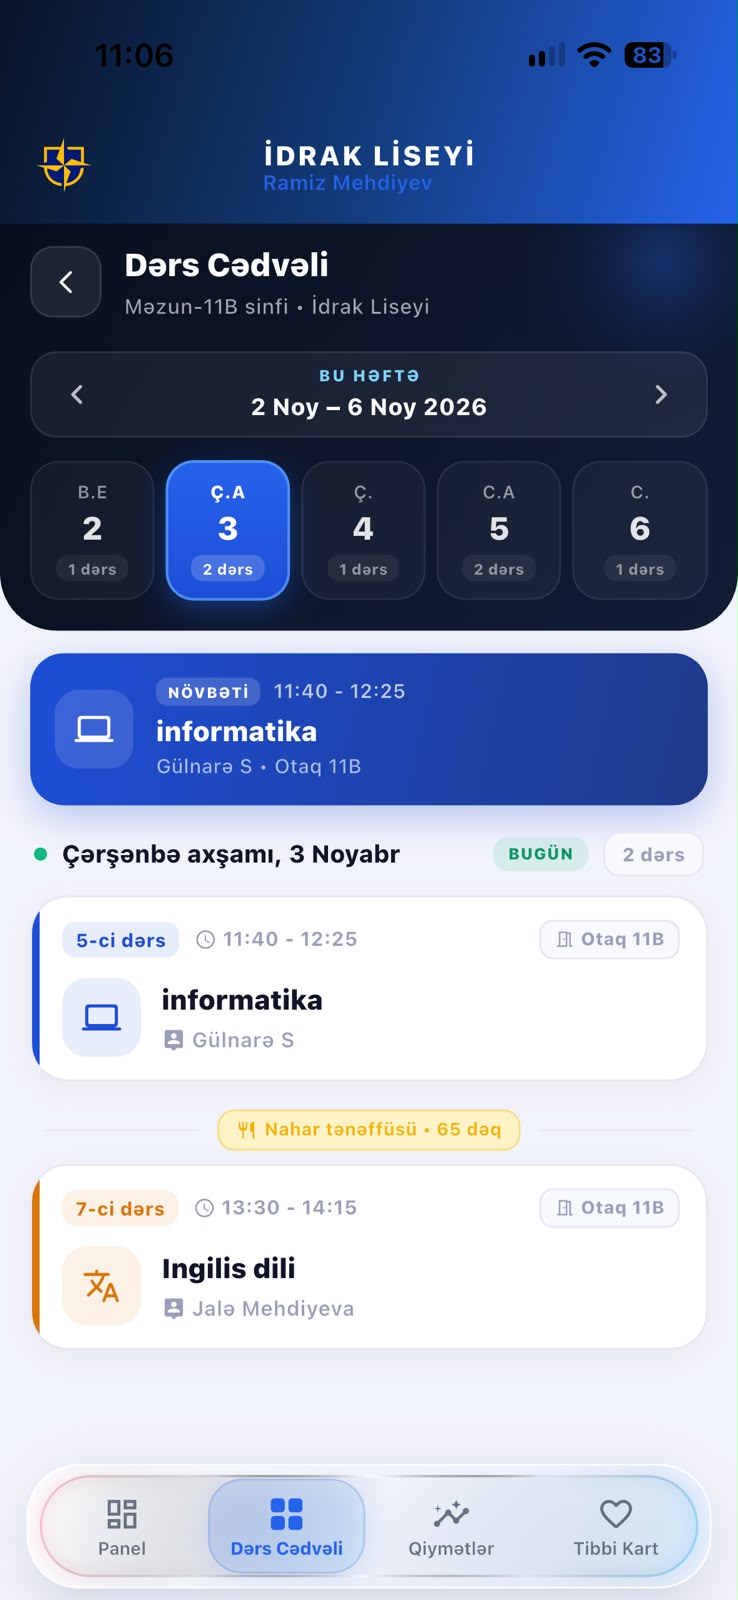 11:06
83
İDRAK LİSEYİ
Ramiz Mehdiyev
Dərs Cədvəli
Məzun-11B sinfi • İdrak Liseyi
BU HƏFTƏ
2 Noy – 6 Noy 2026
B.E
2
1 dərs
Ç.A
3
2 dərs
Ç.
4
1 dərs
C.A
5
2 dərs
C.
6
1 dərs
NÖVBƏTİ 11:40 - 12:25
informatika
Gülnarə S • Otaq 11B
Çərşənbə axşamı, 3 Noyabr BUGÜN 2 dərs
5-ci dərs 11:40 - 12:25 Otaq 11B
informatika
Gülnarə S
Nahar tənəffüsü • 65 dəq
7-ci dərs 13:30 - 14:15 Otaq 11B
Ingilis dili
Jalə Mehdiyeva
Panel
Dərs Cədvəli
Qiymətlər
Tibbi Kart